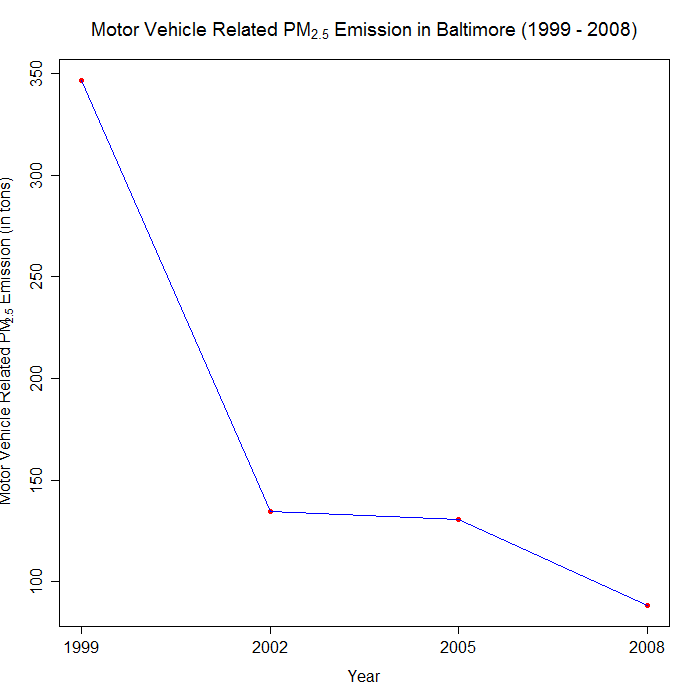 Motor Vehicle Related PM2.5 Emission in Baltimore (1999 - 2008)
Motor Vehicle Related PM2.5 Emission (in tons)
350
300
250
200
150
100
1999 2002 2005 2008
Year